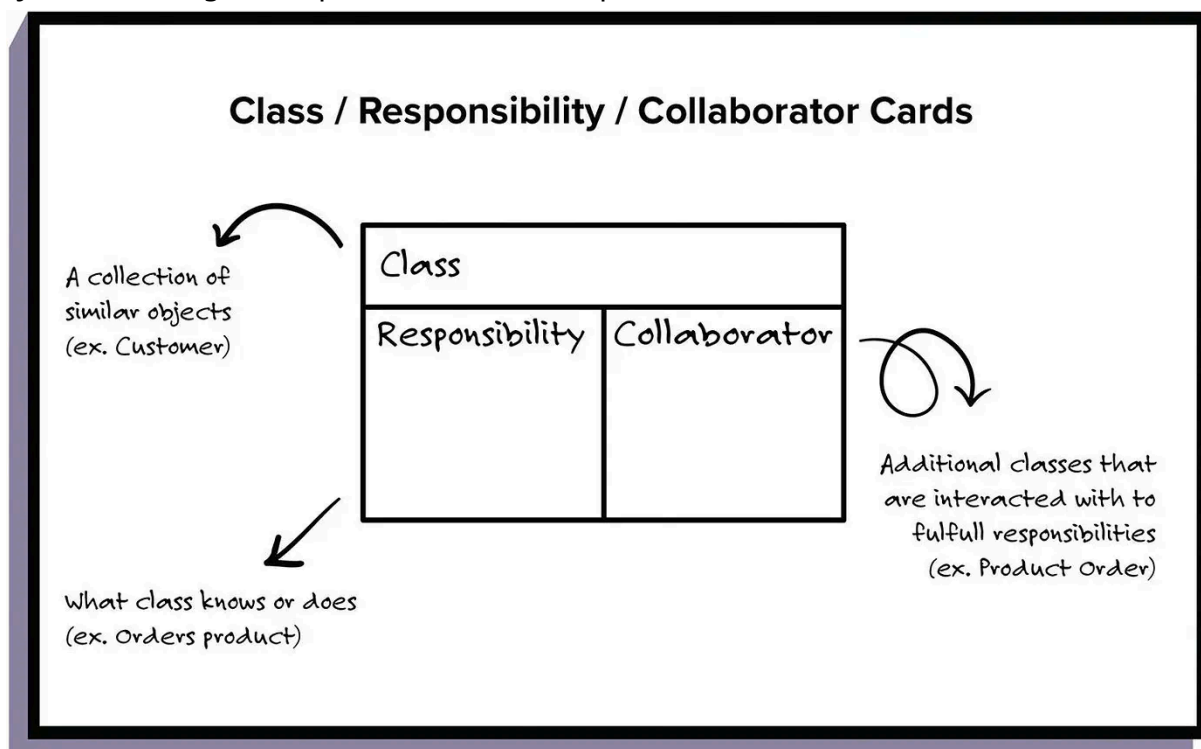 Class / Responsibility / Collaborator Cards
A collection of
similar objects
(ex. Customer)
Class
Responsibility
Collaborator
Additional classes that
are interacted with to
fulfull responsibilities
(ex. Product Order)
What class knows or does
(ex. Orders product)